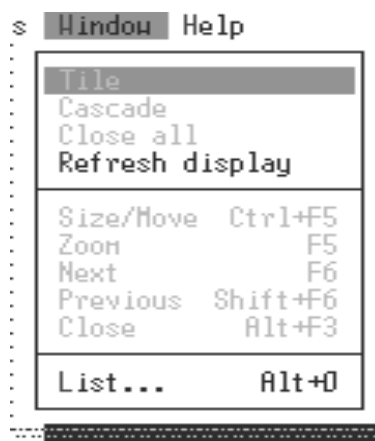 s Window Help
Tile
Cascade
Close all
Refresh display
Size/Move Ctrl+F5
Zoom F5
Next F6
Previous Shift+F6
Close Alt+F3
List... Alt+0